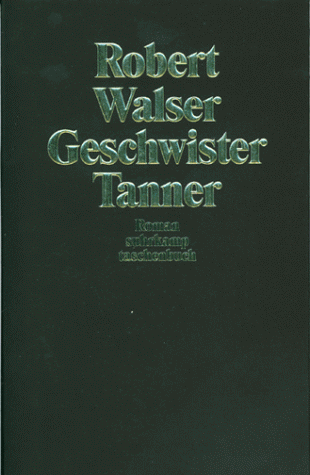 Robert
Walser
Geschwister
Tanner
Roman
suhrkamp
taschenbuch